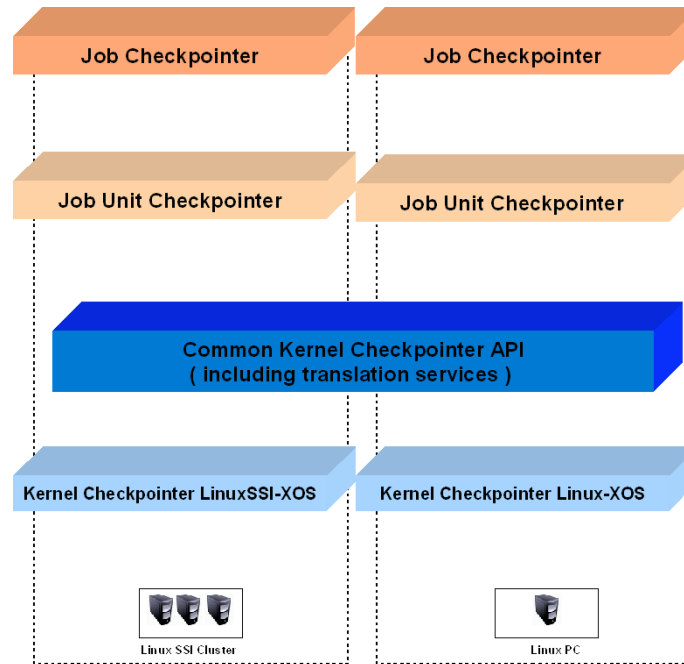 Job Checkpointer
Job Checkpointer
Job Unit Checkpointer
Job Unit Checkpointer
Common Kernel Checkpointer API
( including translation services )
Kernel Checkpointer LinuxSSI-XOS
Kernel Checkpointer Linux-XOS
Linux SSI Cluster
Linux PC